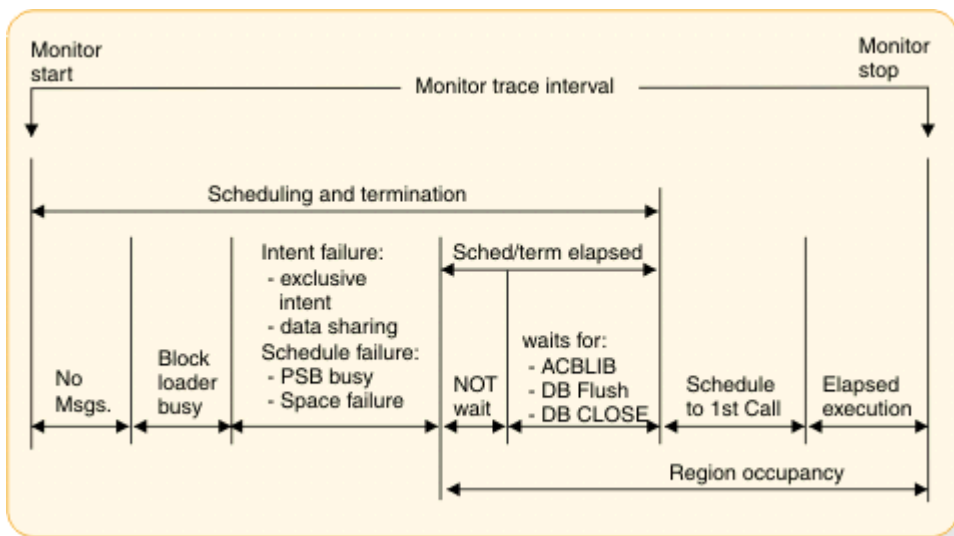 Monitor
start
Monitor
stop
Monitor trace interval
Scheduling and termination
Intent failure:
- exclusive
intent
- data sharing
Schedule failure:
- PSB busy
- Space failure
Sched/term elapsed
No
Msgs.
Block
loader
busy
NOT
wait
waits for:
- ACBLIB
- DB Flush
- DB CLOSE
Schedule
to 1st Call
Elapsed
execution
Region occupancy